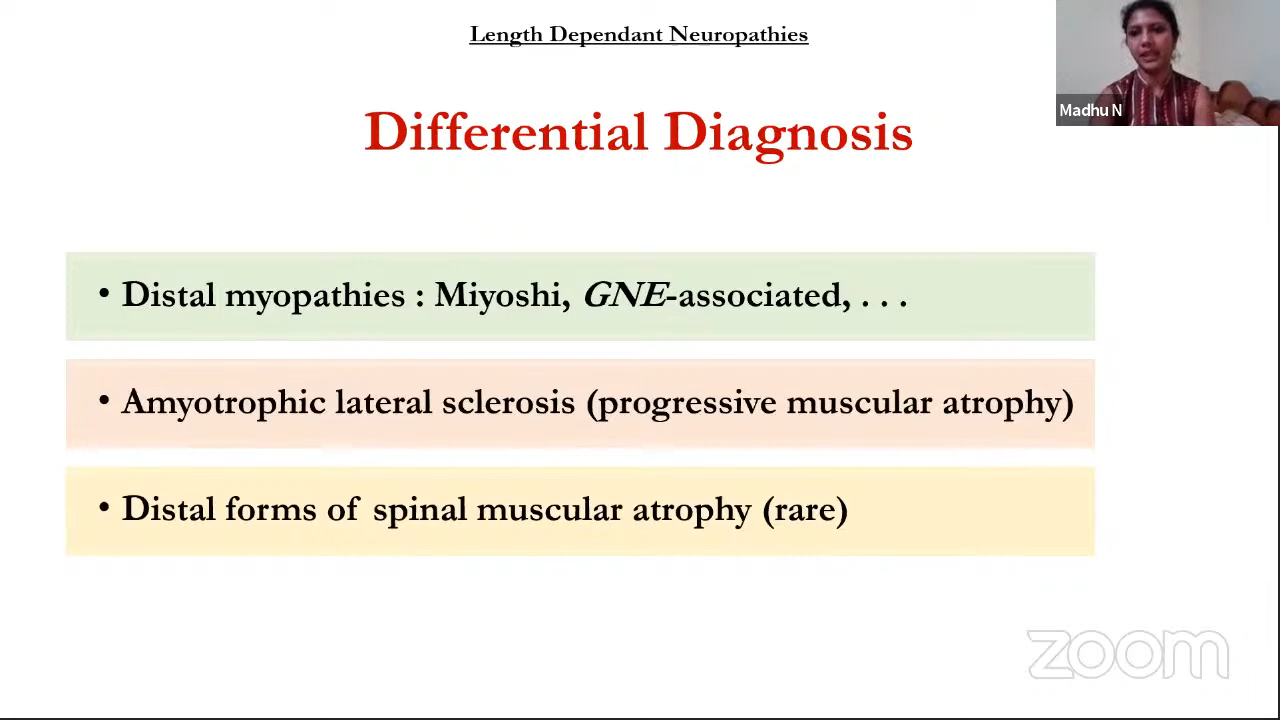 Length Dependant Neuropathies
Madhu N
Differential Diagnosis
• Distal myopathies : Miyoshi, GNE-associated, . . .
• Amyotrophic lateral sclerosis (progressive muscular atrophy)
• Distal forms of spinal muscular atrophy (rare)
zoom